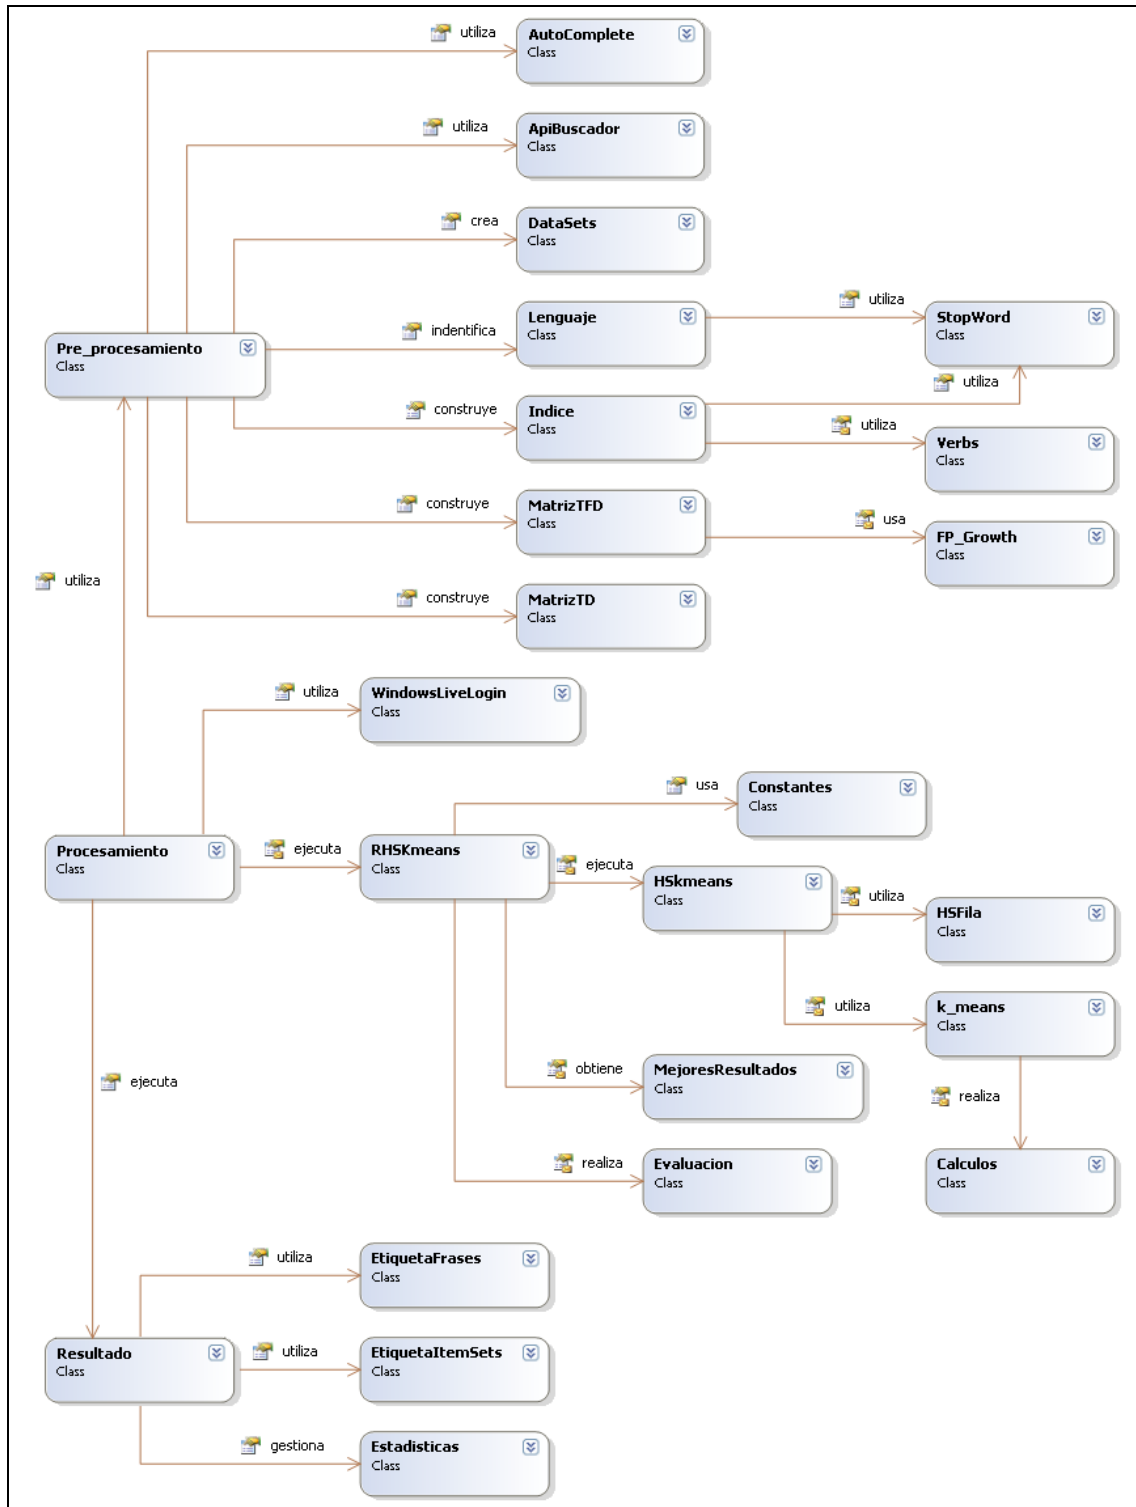 utiliza
AutoComplete
Class
utiliza
ApiBuscador
Class
crea
DataSets
Class
Pre_procesamiento
Class
indentifica
Lenguaje
Class
utiliza
StopWord
Class
utiliza
construye
Indice
Class
utiliza
Verbs
Class
construye
MatrizTFD
Class
usa
FP_Growth
Class
utiliza
construye
MatrizTD
Class
utiliza
WindowsLiveLogin
Class
usa
Constantes
Class
Procesamiento
Class
ejecuta
RHSKmeans
Class
ejecuta
HSkmeans
Class
utiliza
HSFila
Class
utiliza
k_means
Class
obtiene
MejoresResultados
Class
ejecuta
realiza
realiza
Evaluacion
Class
Calculos
Class
utiliza
EtiquetaFrases
Class
Resultado
Class
utiliza
EtiquetaItemSets
Class
gestiona
Estadisticas
Class